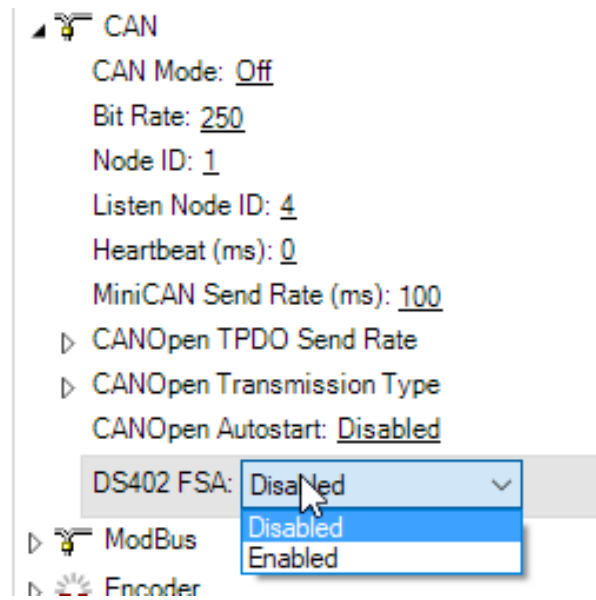 CAN
CAN Mode: Off
Bit Rate: 250
Node ID: 1
Listen Node ID: 4
Heartbeat (ms): 0
MiniCAN Send Rate (ms): 100
CANOpen TPDO Send Rate
CANOpen Transmission Type
CANOpen Autostart: Disabled
DS402 FSA: Disabled
Disabled
Enabled
ModBus
Encoder